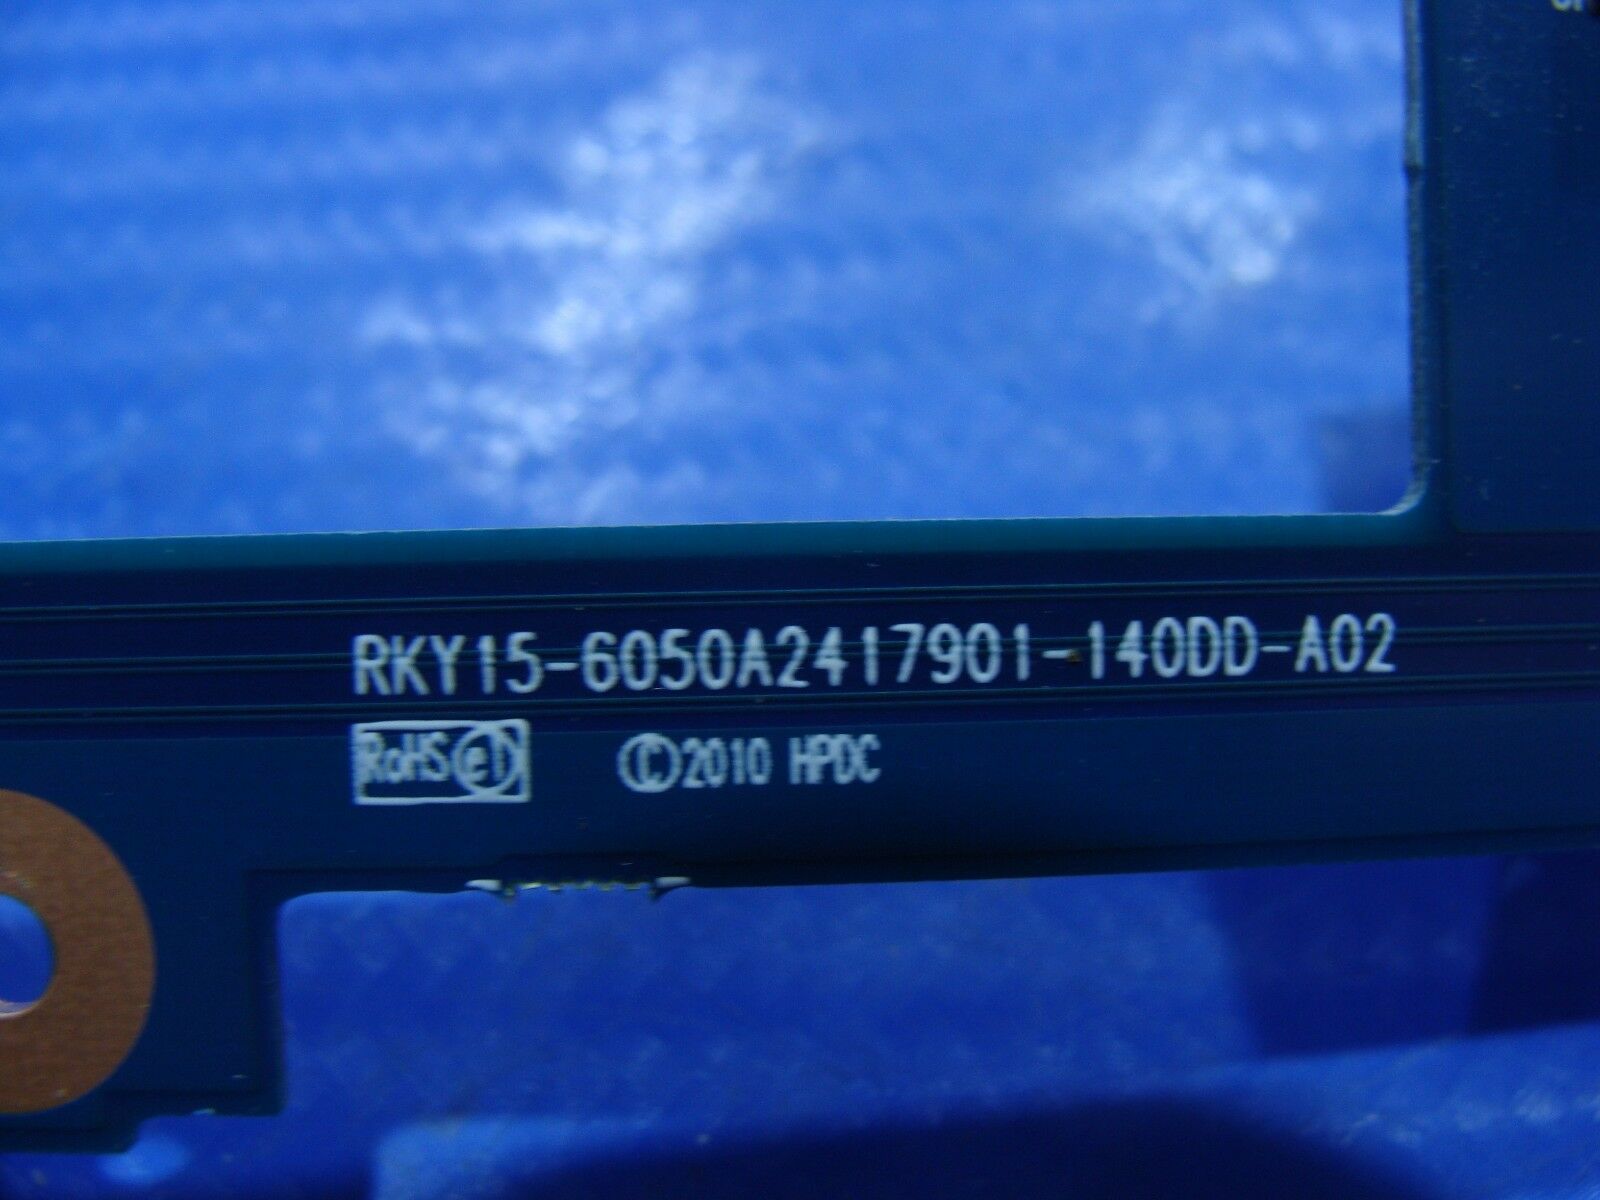 RKY15-6050A2417901-140DD-A02
RoHS e1 ©2010 HPDC